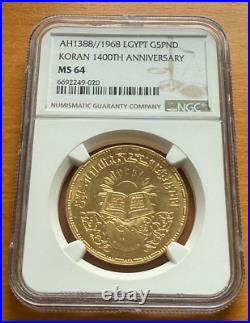 AH1388//1968 EGYPT G5PND
KORAN 1400TH ANNIVERSARY
MS 64
6692249-020
NUMISMATIC GUARANTY COMPANY
NGC